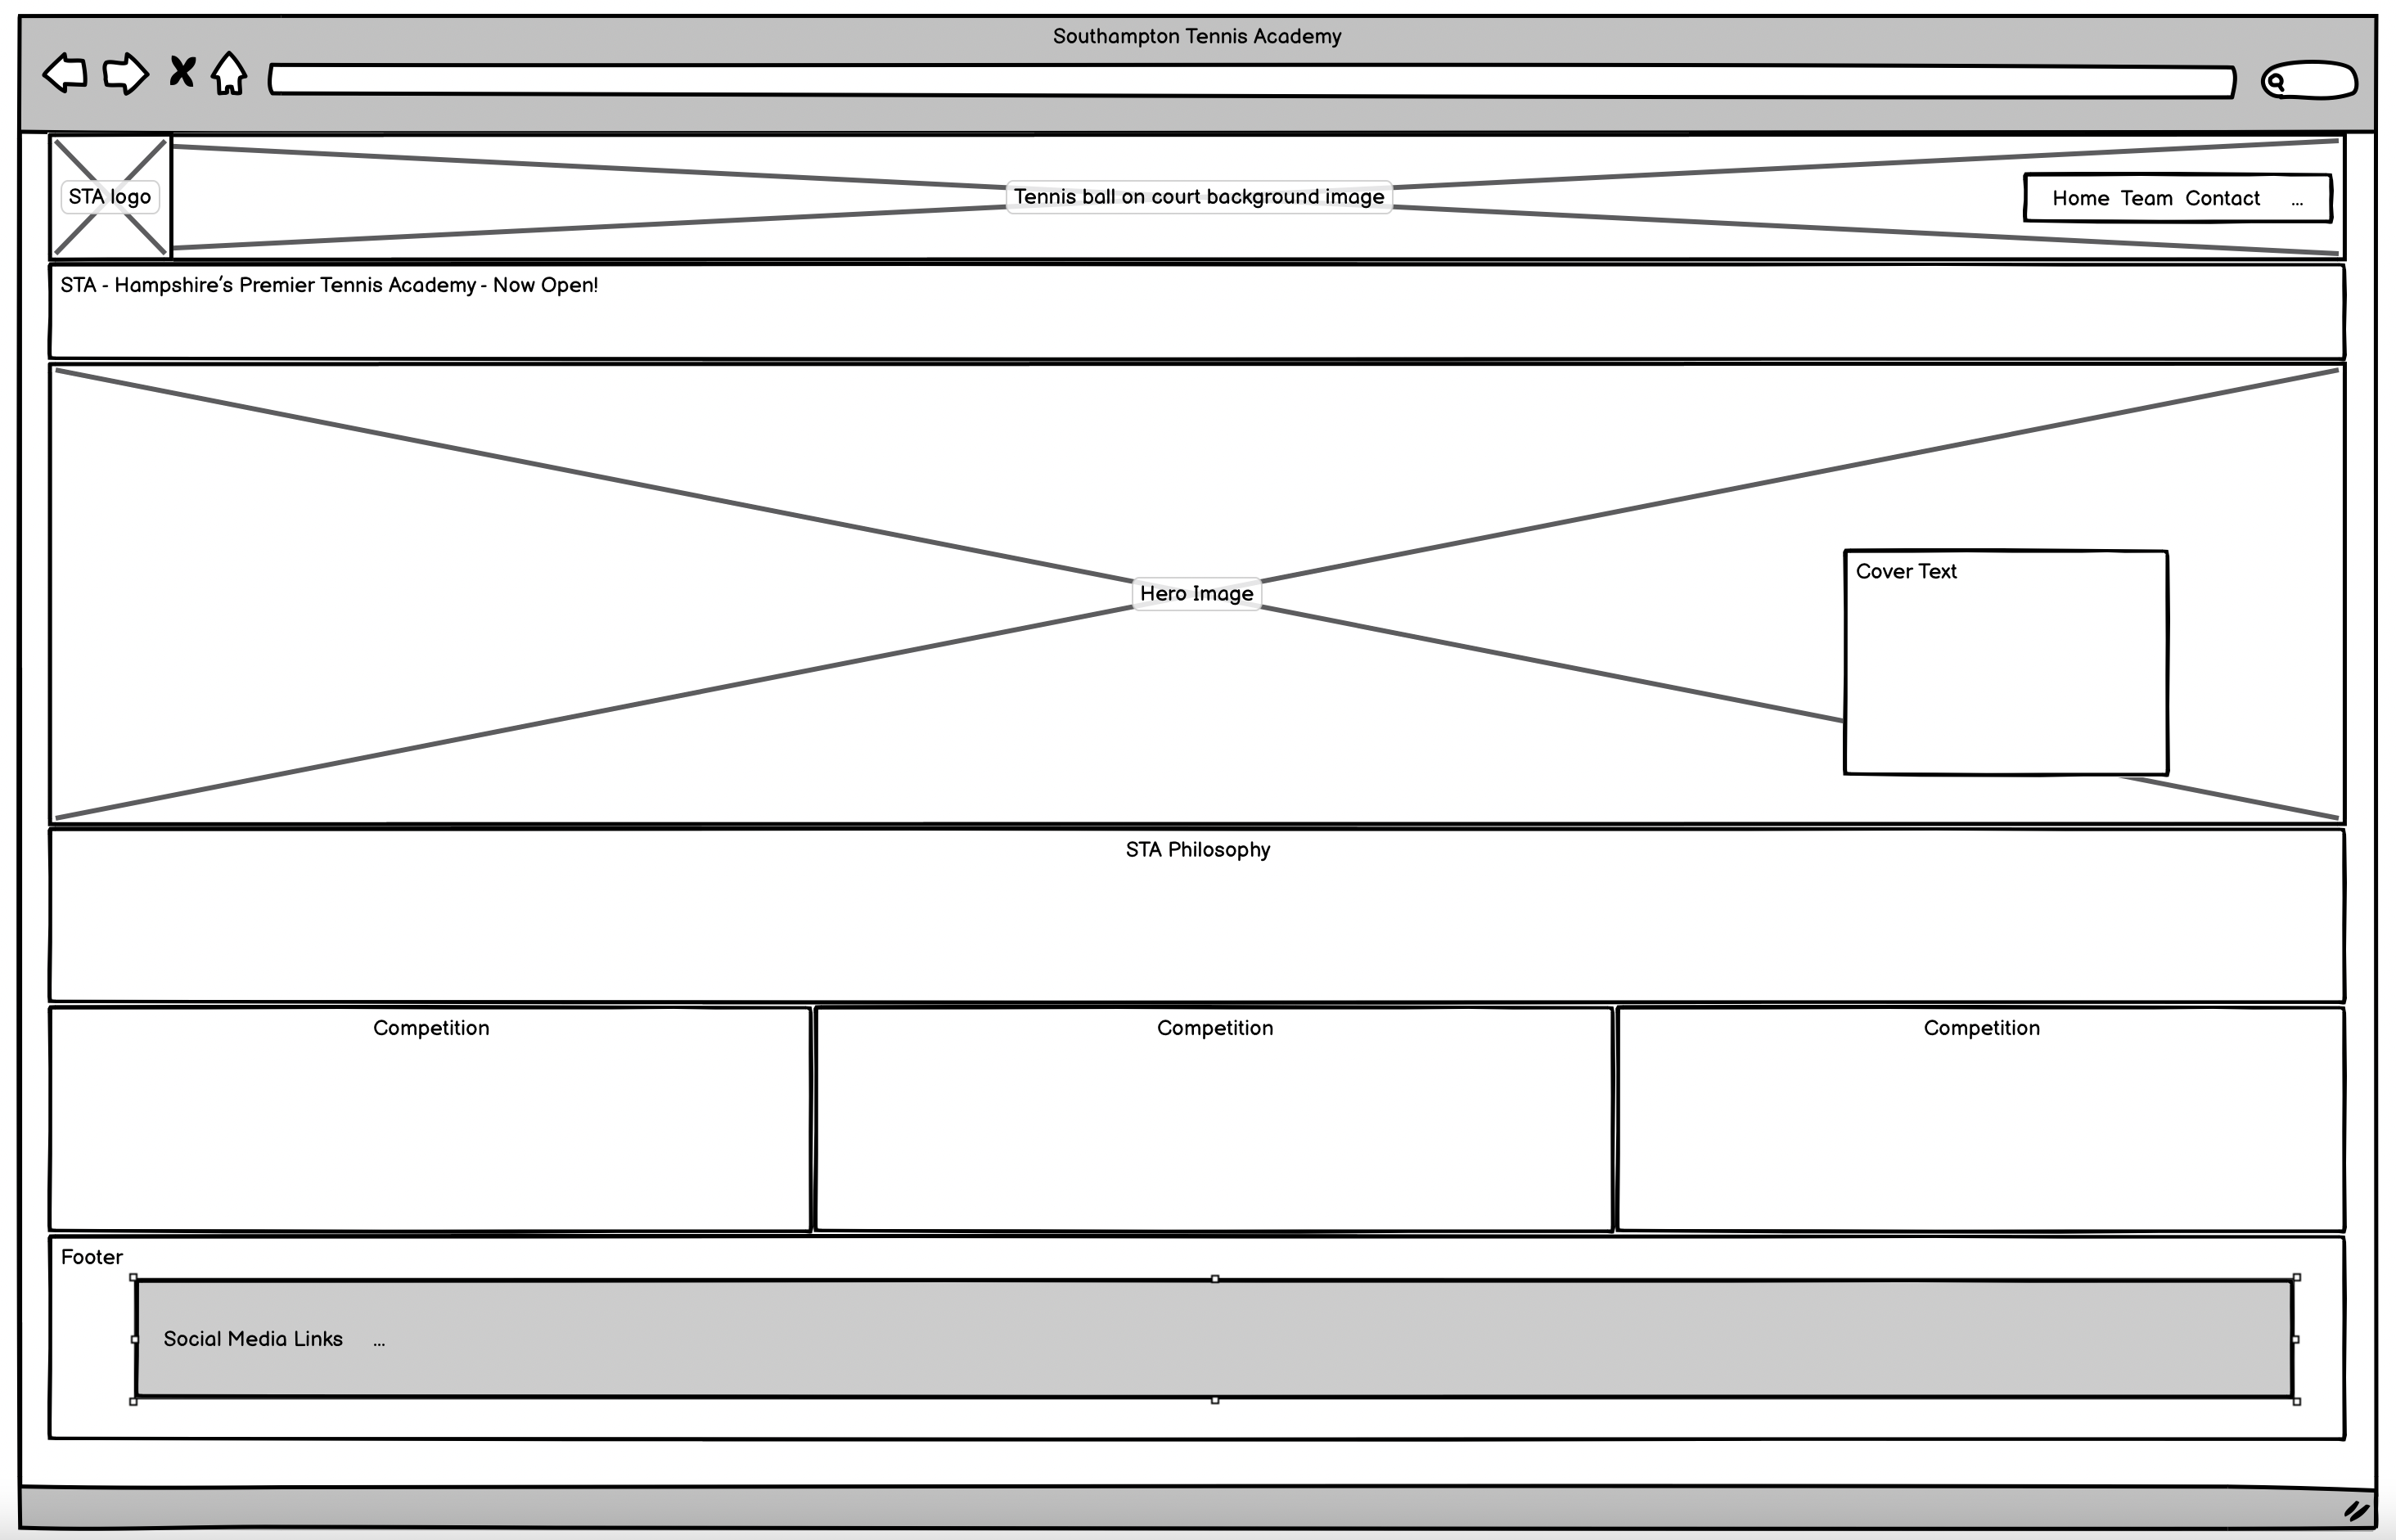 Southampton Tennis Academy
STA logo
Tennis ball on court background image
Home Team Contact ...
STA - Hampshire's Premier Tennis Academy - Now Open!
Hero Image
Cover Text
STA Philosophy
Competition
Competition
Competition
Footer
Social Media Links ...